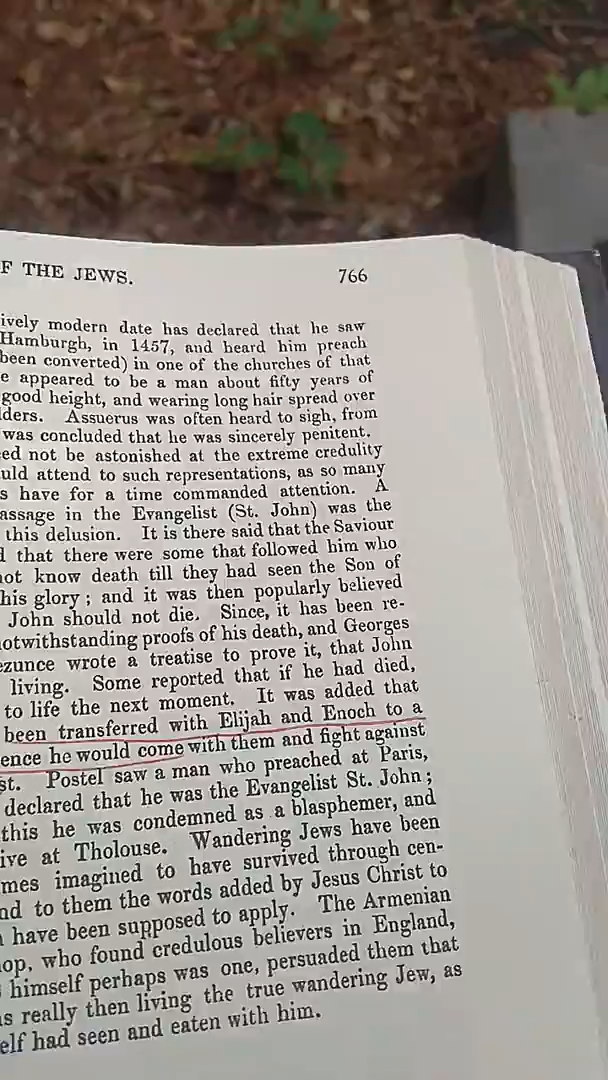 F THE JEWS. 766
ively modern date has declared that he saw
Hamburgh, in 1457, and heard him preach
been converted) in one of the churches of that
e appeared to be a man about fifty years of
good height, and wearing long hair spread over
lders. Assuerus was often heard to sigh, from
was concluded that he was sincerely penitent.
ed not be astonished at the extreme credulity
uld attend to such representations, as so many
s have for a time commanded attention. A
assage in the Evangelist (St. John) was the
this delusion. It is there said that the Saviour
d that there were some that followed him who
not know death till they had seen the Son of
his glory; and it was then popularly believed
John should not die. Since, it has been re-
otwithstanding proofs of his death, and Georges
ezunce wrote a treatise to prove it, that John
living. Some reported that if he had died,
to life the next moment. It was added that
been transferred with Elijah and Enoch to a
ence he would come with them and fight against
st. Postel saw a man who preached at Paris,
declared that he was the Evangelist St. John;
this he was condemned as a blasphemer, and
ive at Tholouse. Wandering Jews have been
mes imagined to have survived through cen-
nd to them the words added by Jesus Christ to
n have been supposed to apply. The Armenian
op, who found credulous believers in England,
himself perhaps was one, persuaded them that
as really then living the true wandering Jew, as
elf had seen and eaten with him.